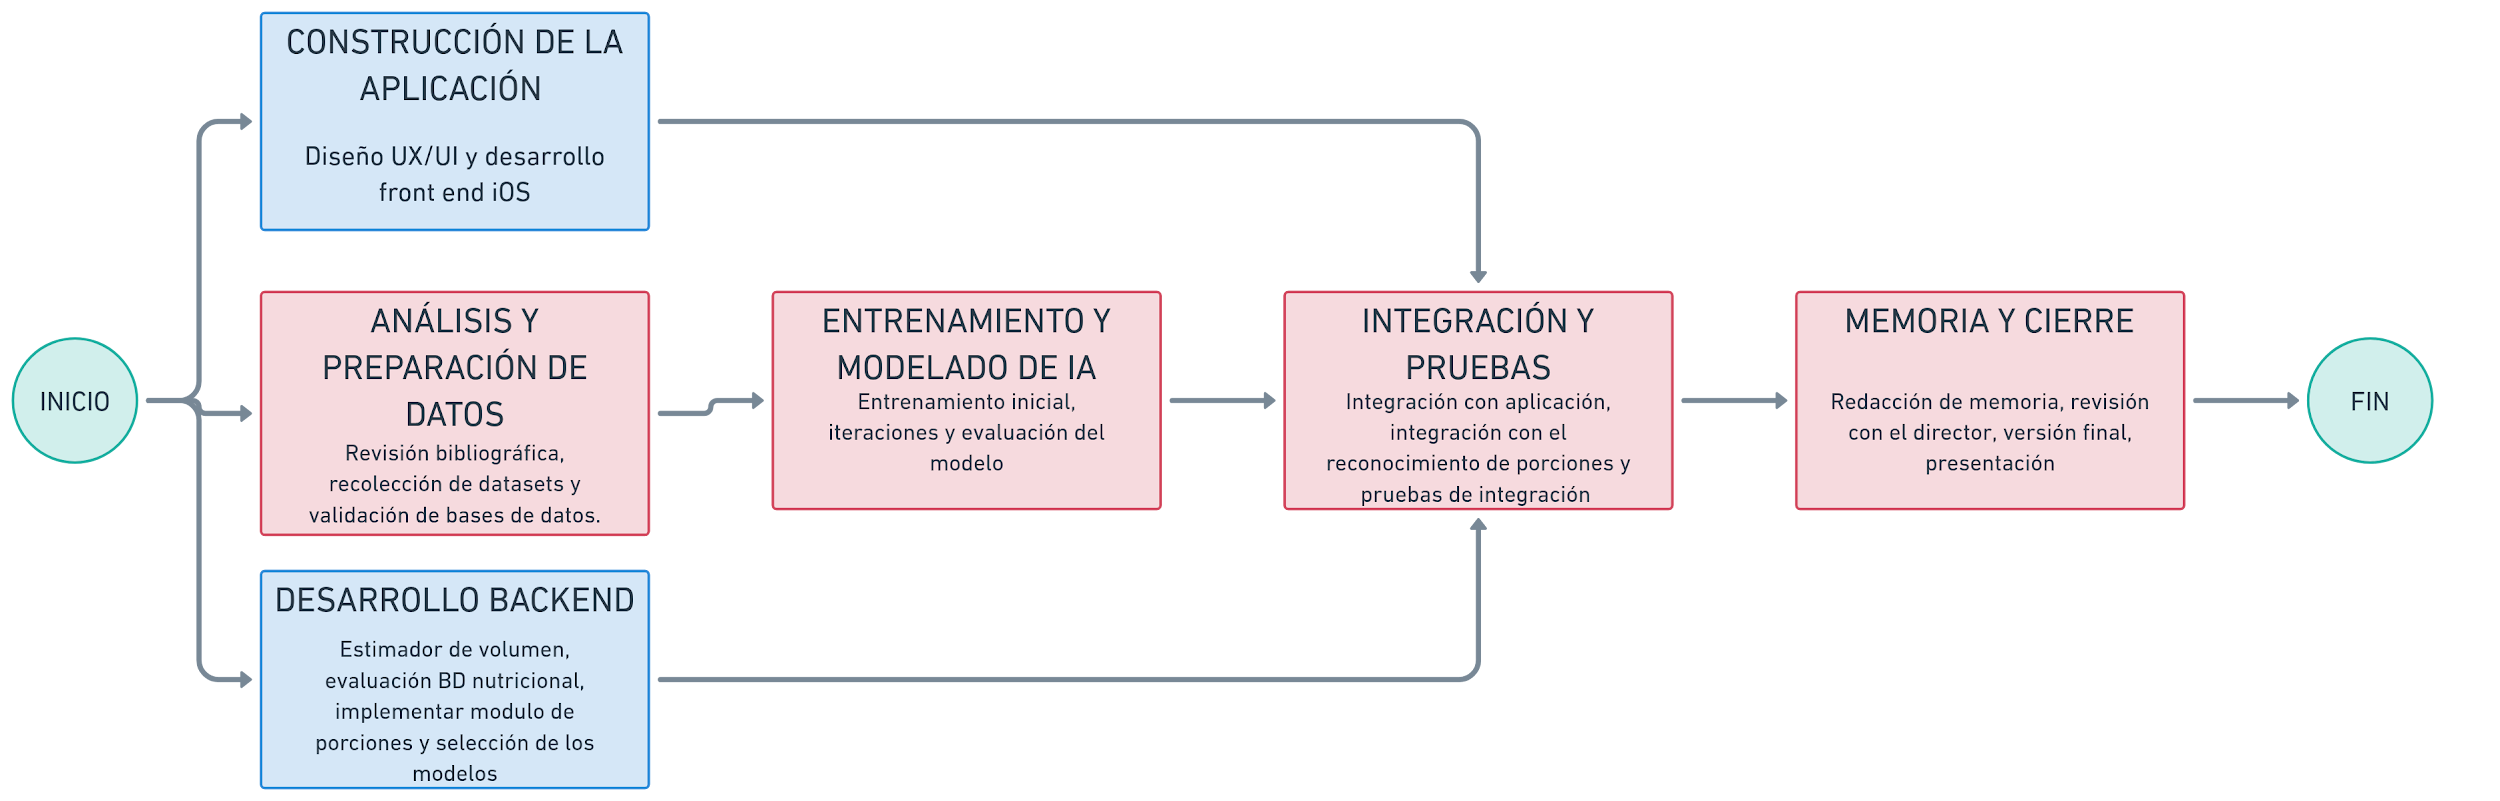 INICIO
CONSTRUCCIÓN DE LA
APLICACIÓN
Diseño UX/UI y desarrollo
front end iOS
ANÁLISIS Y
PREPARACIÓN DE
DATOS
Revisión bibliográfica,
recolección de datasets y
validación de bases de datos.
DESARROLLO BACKEND
Estimador de volumen,
evaluación BD nutricional,
implementar modulo de
porciones y selección de los
modelos
ENTRENAMIENTO Y
MODELADO DE IA
Entrenamiento inicial,
iteraciones y evaluación del
modelo
INTEGRACIÓN Y
PRUEBAS
Integración con aplicación,
integración con el
reconocimiento de porciones y
pruebas de integración
MEMORIA Y CIERRE
Redacción de memoria, revisión
con el director, versión final,
presentación
FIN